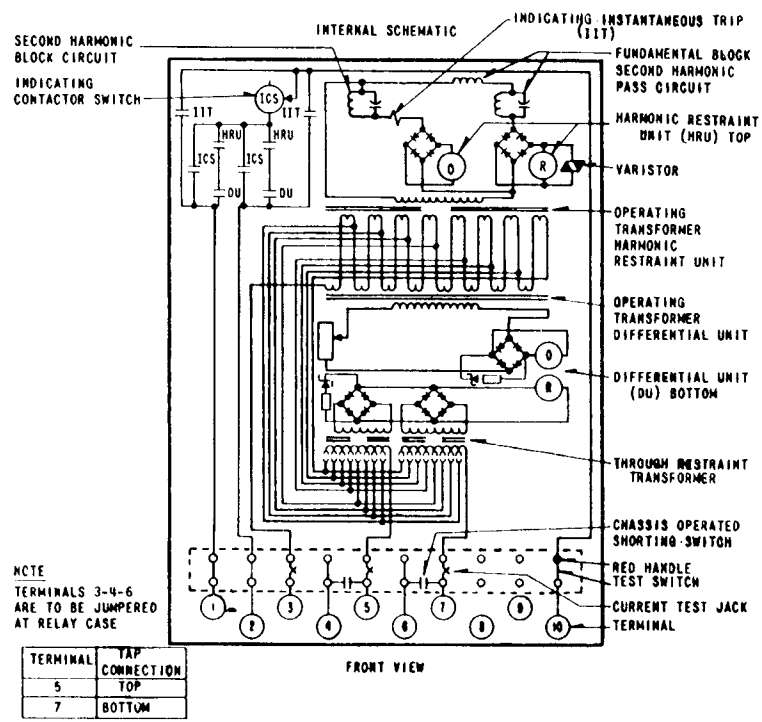 INTERNAL SCHEMATIC
INDICATING INSTANTANEOUS TRIP
(IIT)
SECOND HARMONIC
BLOCK CIRCUIT
FUNDAMENTAL BLOCK
SECOND HARMONIC
PASS CIRCUIT
INDICATING
CONTACTOR SWITCH
ICS
IIT
IIT
HRU
HRU
ICS
ICS
DU
DU
O
R
HARMONIC RESTRAINT
UNIT (HRU) TOP
VARISTOR
OPERATING
TRANSFORMER
HARMONIC
RESTRAINT UNIT
OPERATING
TRANSFORMER
DIFFERENTIAL UNIT
O
R
DIFFERENTIAL UNIT
(DU) BOTTOM
THROUGH RESTRAINT
TRANSFORMER
CHASSIS OPERATED
SHORTING SWITCH
RED HANDLE
TEST SWITCH
CURRENT TEST JACK
TERMINAL
1
2
3
4
5
6
7
8
9
10
NOTE
TERMINALS 3-4-6
ARE TO BE JUMPERED
AT RELAY CASE
FRONT VIEW
TERMINAL TAP
CONNECTION
5 TOP
7 BOTTOM